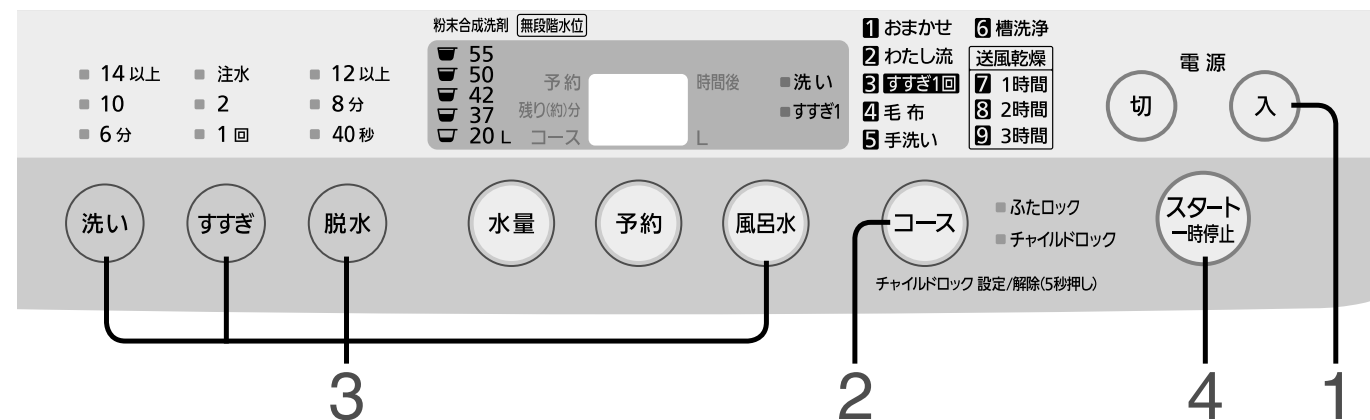 粉末合成洗剤 無段階水位
14以上 注水 12以上
10 2 8分
6分 1回 40秒
55
50
42
37
20 L
予約 時間後
残り(約)分
コース L
洗い
すすぎ1
1 おまかせ 6 槽洗浄
2 わたし流 送風乾燥
3 すすぎ1回 7 1時間
4 毛布 8 2時間
5 手洗い 9 3時間
電源
切 入
洗い すすぎ 脱水 水量 予約 風呂水 コース
ふたロック
チャイルドロック
スタート
一時停止
チャイルドロック 設定/解除(5秒押し)
3 2 4 1